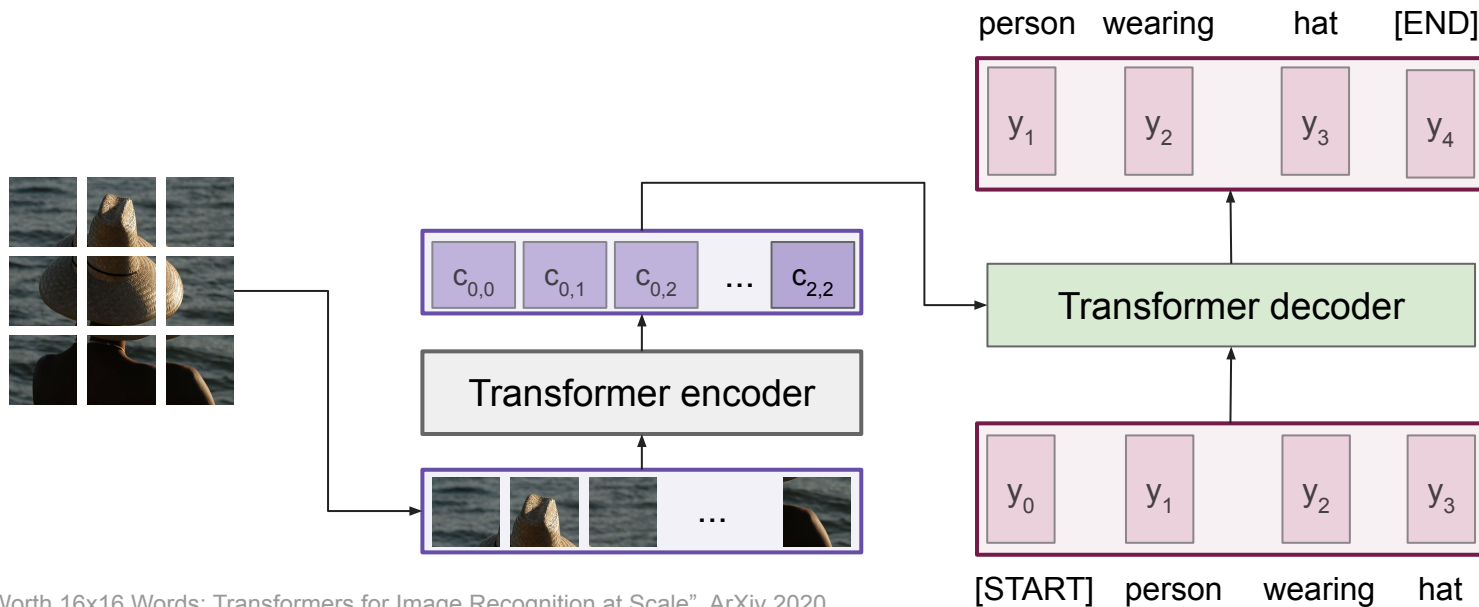 person wearing hat [END]
y1 y2 y3 y4
c0,0 c0,1 c0,2 ... c2,2
Transformer decoder
Transformer encoder
...
y0 y1 y2 y3
[START] person wearing hat
Worth 16x16 Words: Transformers for Image Recognition at Scale", ArXiv 2020